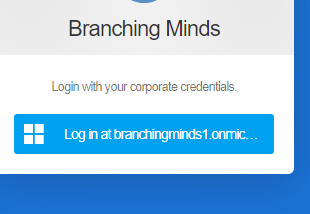 Branching Minds
Login with your corporate credentials.
Log in at branchingminds1.onmic...